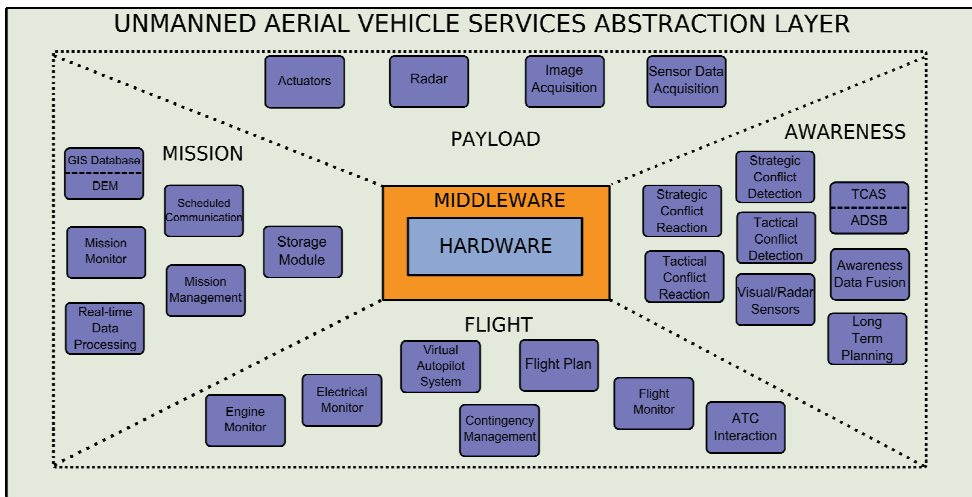 UNMANNED AERIAL VEHICLE SERVICES ABSTRACTION LAYER
Actuators
Radar
Image
Acquisition
Sensor Data
Acquisition
PAYLOAD
MISSION
GIS Database
DEM
Scheduled
Communication
Mission
Monitor
Storage
Module
Mission
Management
Real-time
Data
Processing
MIDDLEWARE
HARDWARE
AWARENESS
Strategic
Conflict
Detection
Strategic
Conflict
Reaction
TCAS
ADSB
Tactical
Conflict
Detection
Tactical
Conflict
Reaction
Awareness
Data Fusion
Visual/Radar
Sensors
Long
Term
Planning
FLIGHT
Virtual
Autopilot
System
Flight Plan
Electrical
Monitor
Flight
Monitor
Engine
Monitor
Contingency
Management
ATC
Interaction